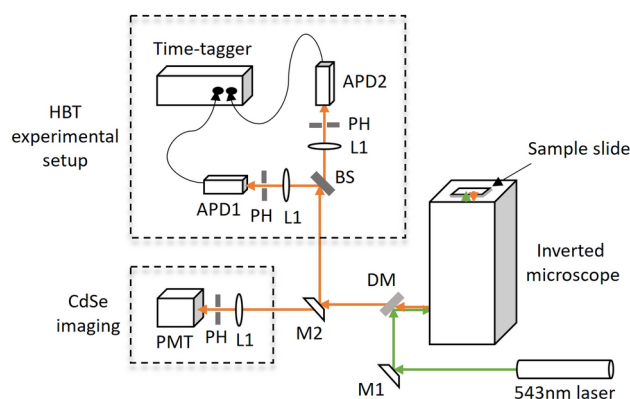 Time-tagger
APD2
HBT
experimental
setup
PH
L1
BS
APD1
PH
L1
Sample slide
Inverted
microscope
CdSe
imaging
PMT
PH
L1
M2
DM
M1
543nm laser